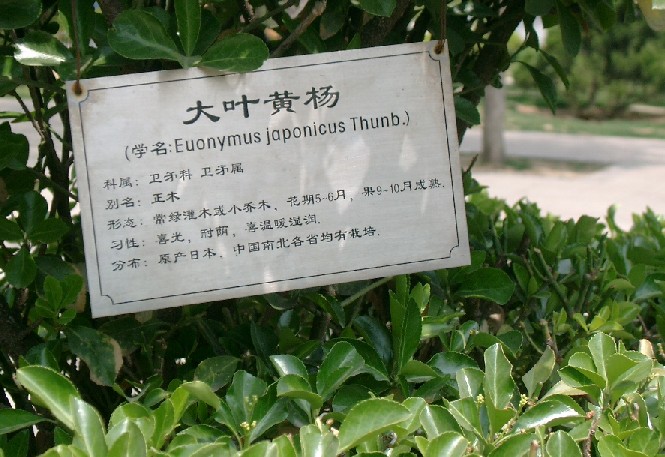 大叶黄杨
(学名:Euonymus japonicus Thunb.)
科属：卫矛科 卫矛属
别名：正木
形态：常绿灌木或小乔木，花期5-6月，果9-10月成熟.
习性：喜光，耐荫，喜温暖湿润.
分布：原产日本，中国南北各省均有栽培.